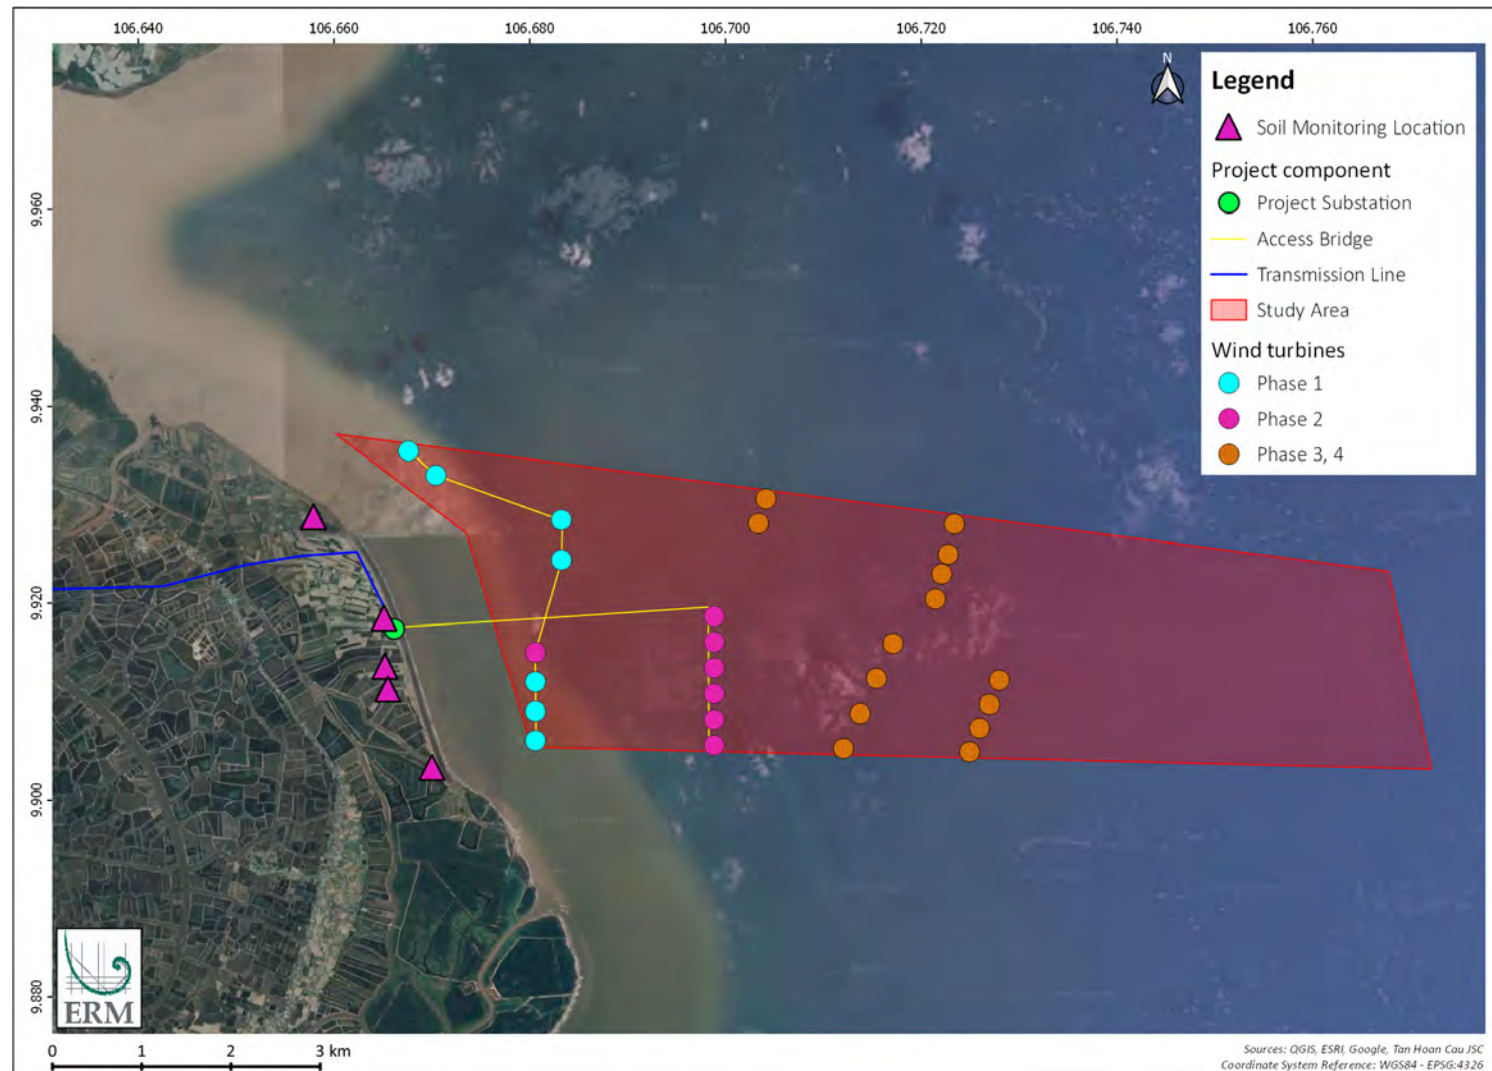 106.640 106.660 106.680 106.700 106.720 106.740 106.760
N
Legend
Soil Monitoring Location
Project component
Project Substation
Access Bridge
Transmission Line
Study Area
Wind turbines
Phase 1
Phase 2
Phase 3, 4
9.960
9.940
9.920
9.900
9.880
ERM
0 1 2 3 km
Sources: QGIS, ESRI, Google, Tan Hoan Cau JSC
Coordinate System Reference: WGS84 - EPSG:4326